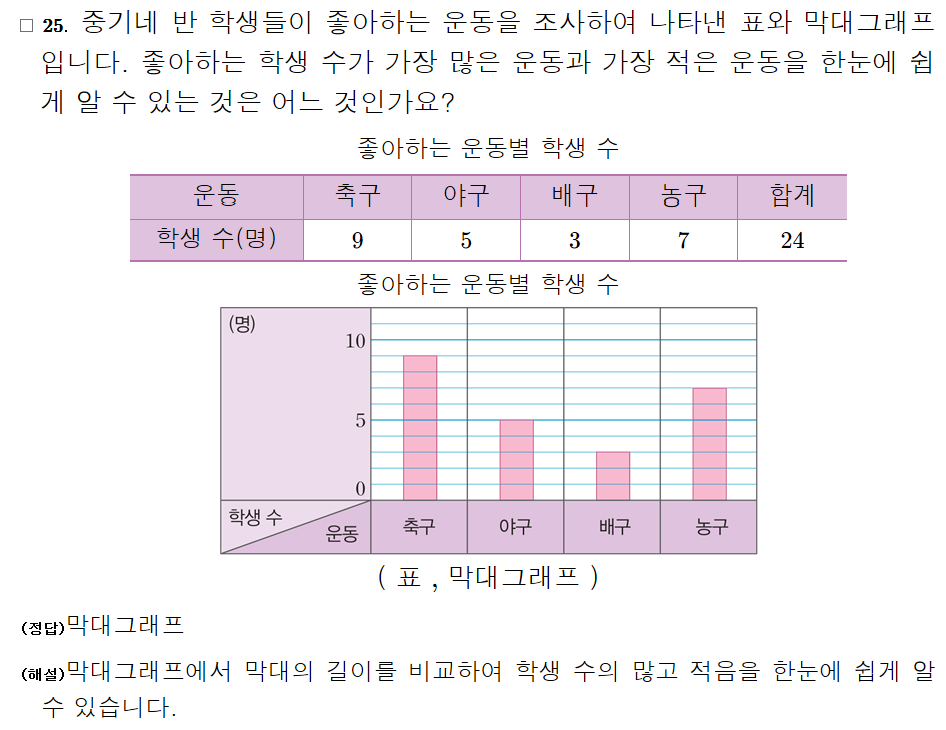 □ 25. 중기네 반 학생들이 좋아하는 운동을 조사하여 나타낸 표와 막대그래프
입니다. 좋아하는 학생 수가 가장 많은 운동과 가장 적은 운동을 한눈에 쉽
게 알 수 있는 것은 어느 것인가요?
좋아하는 운동별 학생 수
운동 축구 야구 배구 농구 합계
학생 수(명) 9 5 3 7 24
좋아하는 운동별 학생 수
(명)
10
5
0
학생 수
운동 축구 야구 배구 농구
( 표 , 막대그래프 )
(정답)막대그래프
(해설)막대그래프에서 막대의 길이를 비교하여 학생 수의 많고 적음을 한눈에 쉽게 알
수 있습니다.